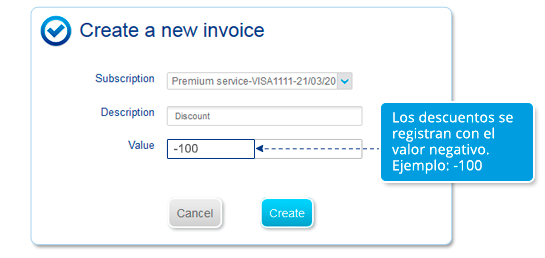 Create a new invoice
Subscription
Premium service-VISA1111-21/03/20
Description
Discount
Value
-100
Los descuentos se
registran con el
valor negativo.
Ejemplo: -100
Cancel
Create